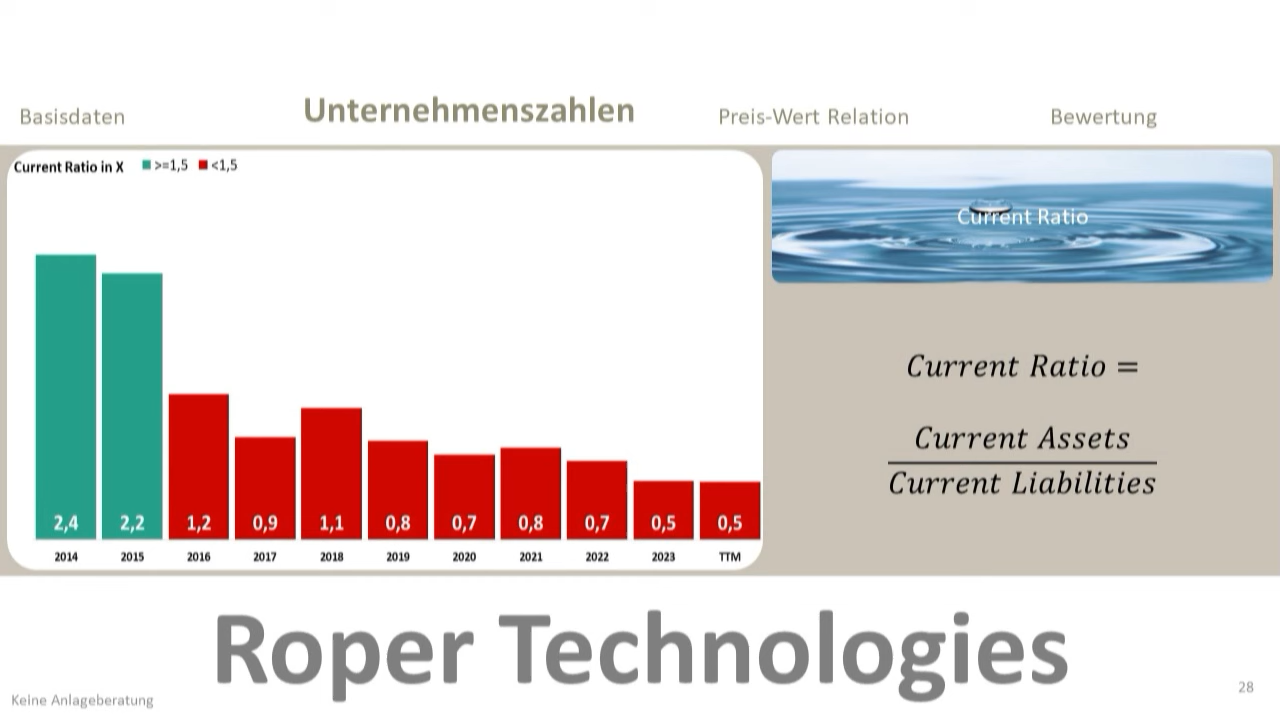 Basisdaten
Unternehmenszahlen
Preis-Wert Relation
Bewertung
Current Ratio in X >=1,5 <1,5
2,4 2,2 1,2 0,9 1,1 0,8 0,7 0,8 0,7 0,5 0,5
2014 2015 2016 2017 2018 2019 2020 2021 2022 2023 TTM
Current Ratio
Current Ratio =
Current Assets
Current Liabilities
Roper Technologies
Keine Anlageberatung
28